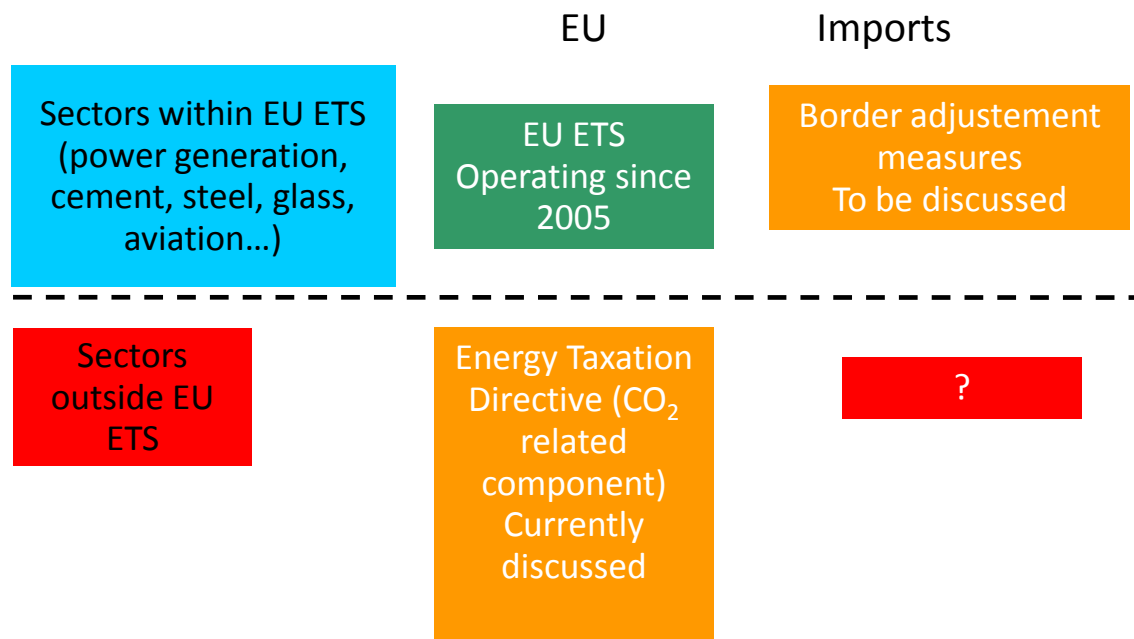 EU
Imports
Sectors within EU ETS
(power generation,
cement, steel, glass,
aviation…)
EU ETS
Operating since
2005
Border adjustement
measures
To be discussed
Sectors
outside EU
ETS
Energy Taxation
Directive (CO₂
related
component)
Currently
discussed
?